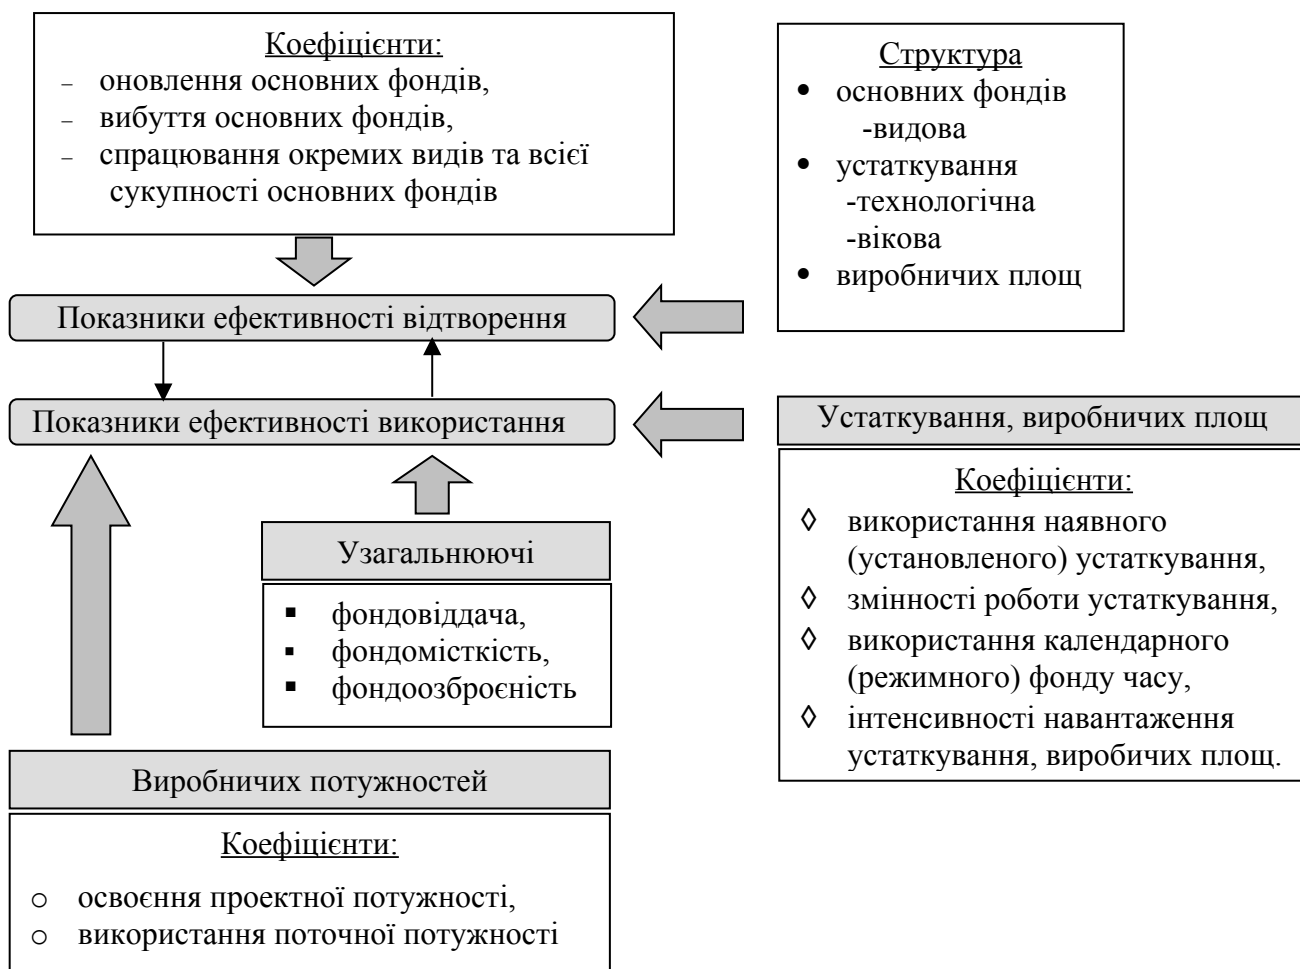 Коефіцієнти:
– оновлення основних фондів,
– вибуття основних фондів,
– спрацювання окремих видів та всієї
сукупності основних фондів
Структура
• основних фондів
-видова
• устаткування
-технологічна
-вікова
• виробничих площ
Показники ефективності відтворення
Показники ефективності використання
Устаткування, виробничих площ
Коефіцієнти:
◊ використання наявного
(установленого) устаткування,
◊ змінності роботи устаткування,
◊ використання календарного
(режимного) фонду часу,
◊ інтенсивності навантаження
устаткування, виробичих площ.
Узагальнюючі
▪ фондовіддача,
▪ фондомісткість,
▪ фондоозброєність
Виробничих потужностей
Коефіцієнти:
o освоєння проектної потужності,
o використання поточної потужності